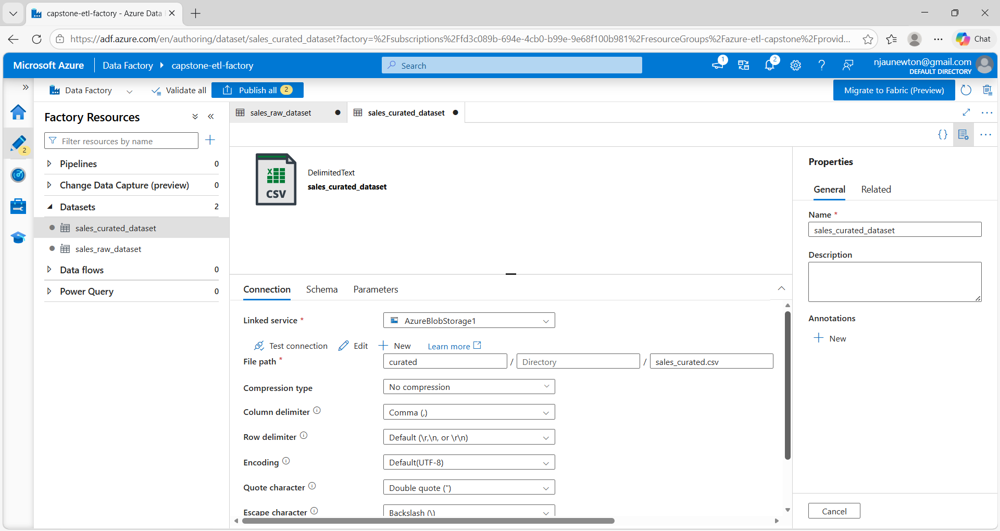 capstone-etl-factory - Azure Data
https://adf.azure.com/en/authoring/dataset/sales_curated_dataset?factory=%2Fsubscriptions%2Ffd3c089b-694e-4cb0-b99e-9e68f100b981%2FresourceGroups%2Fazure-etl-capstone%2Fprovid...
Chat
Microsoft Azure
Data Factory
capstone-etl-factory
Search
1
2
njaunewton@gmail.com
DEFAULT DIRECTORY
Data Factory
Validate all
Publish all 2
Migrate to Fabric (Preview)
Factory Resources
sales_raw_dataset
sales_curated_dataset
Filter resources by name
2
Pipelines 0
Change Data Capture (preview) 0
Datasets 2
sales_curated_dataset
sales_raw_dataset
Data flows 0
Power Query 0
X
CSV
DelimitedText
sales_curated_dataset
Connection Schema Parameters
Linked service *
AzureBlobStorage1
Test connection
Edit
New
Learn more
File path *
curated / Directory / sales_curated.csv
Compression type
No compression
Column delimiter
Comma (,)
Row delimiter
Default (\r,\n, or \r\n)
Encoding
Default(UTF-8)
Quote character
Double quote (")
Escape character
Backslash (\)
{}
Properties
General Related
Name *
sales_curated_dataset
Description
Annotations
New
Cancel